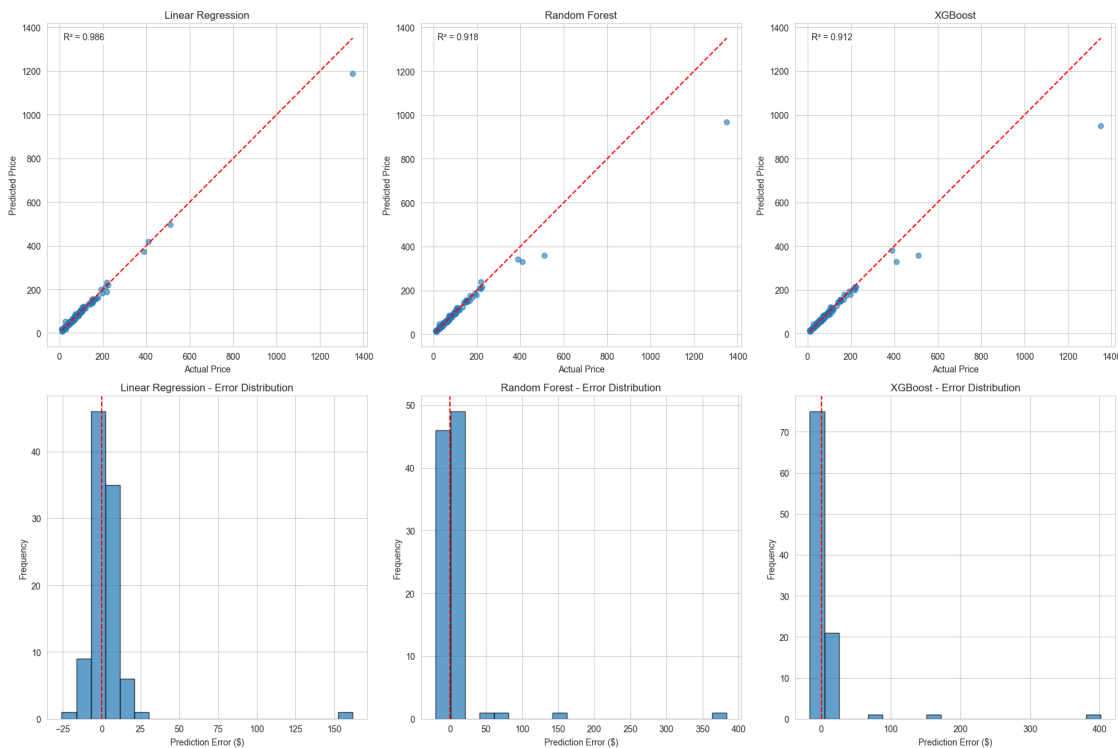 Linear Regression
R² = 0.986
1400
1200
1000
800
600
400
200
0
Predicted Price
0 200 400 600 800 1000 1200 1400
Actual Price
Random Forest
R² = 0.918
1400
1200
1000
800
600
400
200
0
Predicted Price
0 200 400 600 800 1000 1200 1400
Actual Price
XGBoost
R² = 0.912
1400
1200
1000
800
600
400
200
0
Predicted Price
0 200 400 600 800 1000 1200 1400
Actual Price
Linear Regression - Error Distribution
40
30
20
10
0
Frequency
−25 0 25 50 75 100 125 150
Prediction Error ($)
Random Forest - Error Distribution
50
40
30
20
10
0
Frequency
0 50 100 150 200 250 300 350 400
Prediction Error ($)
XGBoost - Error Distribution
70
60
50
40
30
20
10
0
Frequency
0 100 200 300 400
Prediction Error ($)